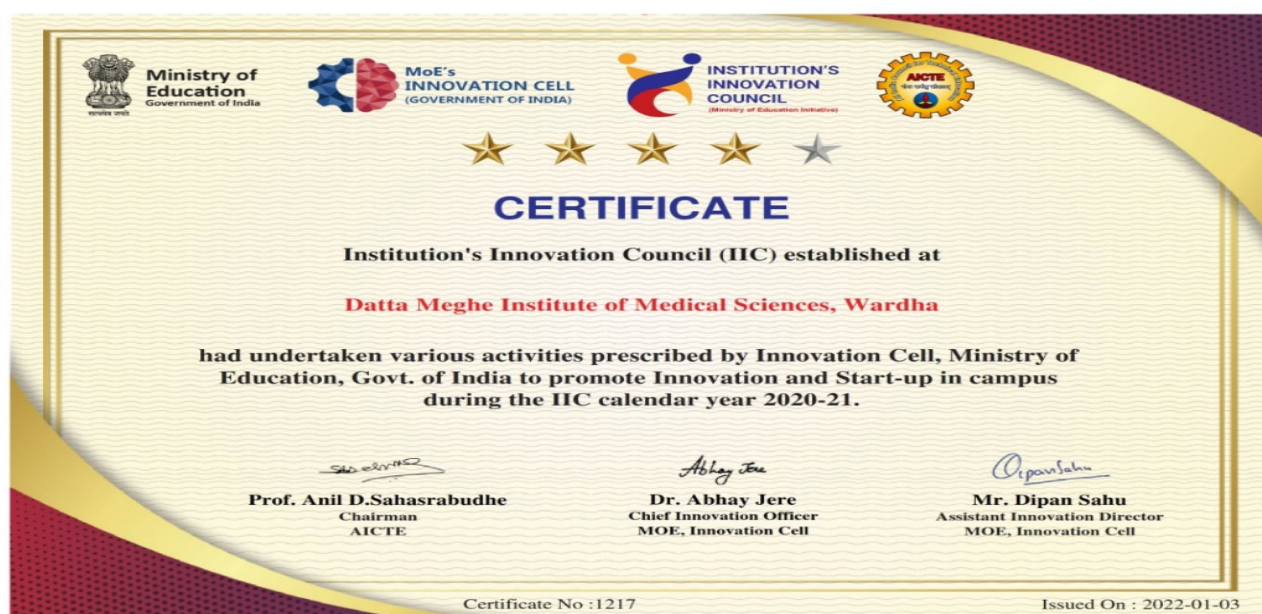 सत्यमेव जयते
Ministry of
Education
Government of India
MoE's
INNOVATION CELL
(GOVERNMENT OF INDIA)
INSTITUTION'S
INNOVATION
COUNCIL
(Ministry of Education Initiative)
AICTE
CERTIFICATE
Institution's Innovation Council (IIC) established at
Datta Meghe Institute of Medical Sciences, Wardha
had undertaken various activities prescribed by Innovation Cell, Ministry of
Education, Govt. of India to promote Innovation and Start-up in campus
during the IIC calendar year 2020-21.
Abhay Jere
DipanSahu
Prof. Anil D.Sahasrabudhe
Chairman
AICTE
Dr. Abhay Jere
Chief Innovation Officer
MOE, Innovation Cell
Mr. Dipan Sahu
Assistant Innovation Director
MOE, Innovation Cell
Certificate No :1217
Issued On : 2022-01-03